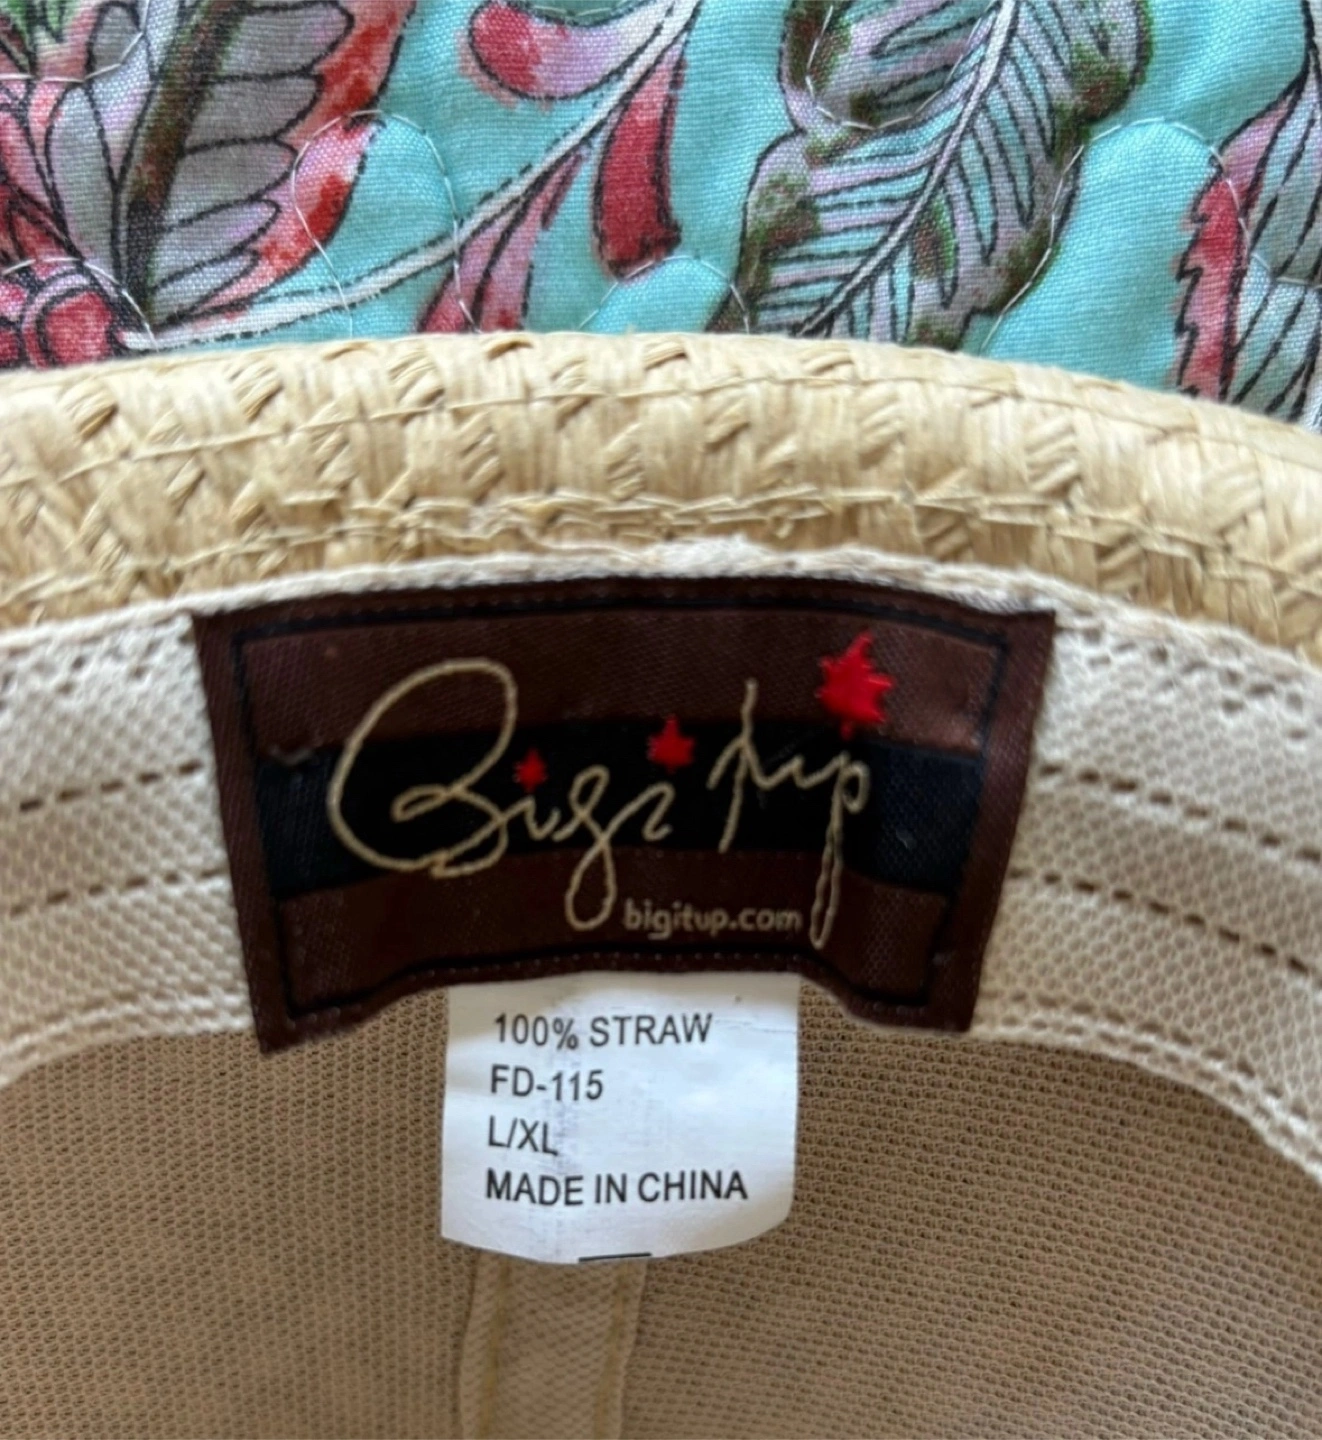 Bigitup
bigitup.com
100% STRAW
FD-115
L/XL
MADE IN CHINA